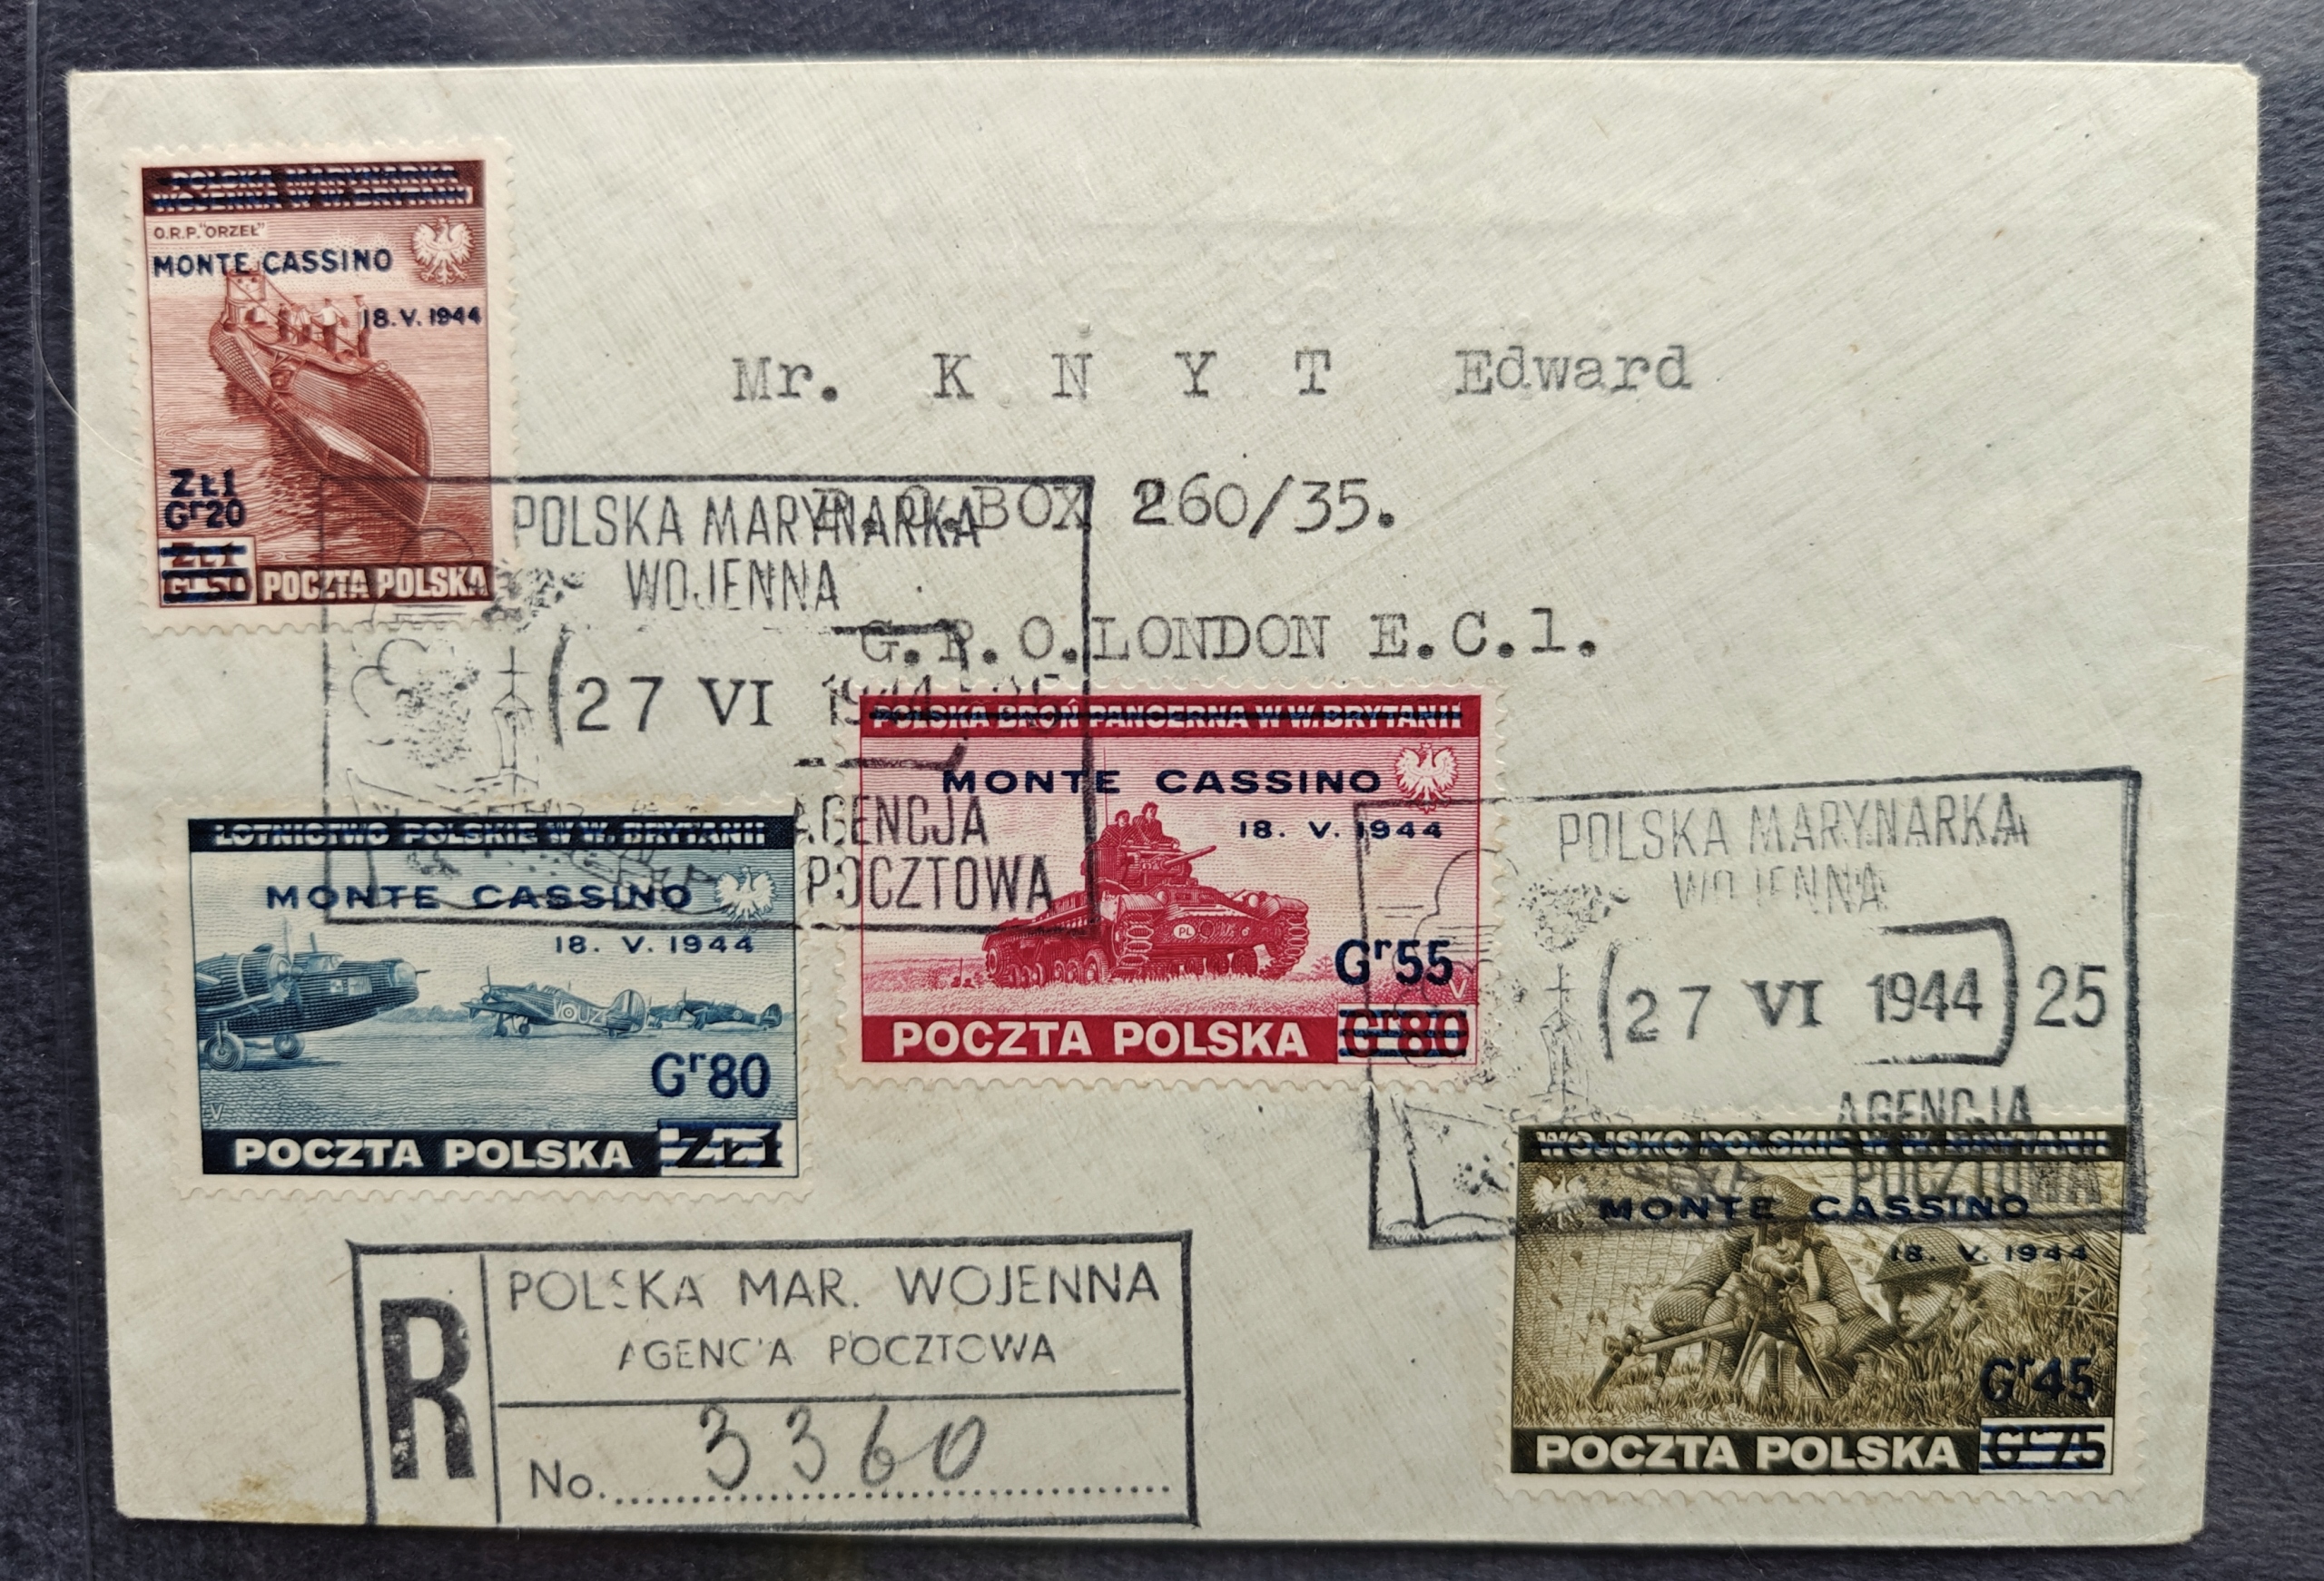 POLSKA MARYNARKA
WOJENNA W W. BRYTANII
O.R.P. "ORZEŁ"
MONTE CASSINO
18. V. 1944
ZŁ1
Gr20
ZŁ1
Gr50
POCZTA POLSKA
Mr. K N Y T Edward
P.O.BOX 260/35.
G.P.O.LONDON E.C.1.
POLSKA MARYNARKA
WOJENNA
27 VI 1944 25
AGENCJA
POCZTOWA
LOTNICTWO POLSKIE W W. BRYTANII
MONTE CASSINO
18. V. 1944
VOUZ
Gr80
V
POCZTA POLSKA ZŁ1
POLSKA BROŃ PANCERNA W W. BRYTANII
MONTE CASSINO
18. V. 1944
PL
Gr55
V
POCZTA POLSKA Gr80
POLSKA MARYNARKA
WOJENNA
27 VI 1944 25
AGENCJA
POCZTOWA
WOJSKO POLSKIE W W. BRYTANII
MONTE CASSINO
18. V. 1944
Gr45
V
POCZTA POLSKA Gr75
R
POLSKA MAR. WOJENNA
AGENCJA POCZTOWA
No. 3360